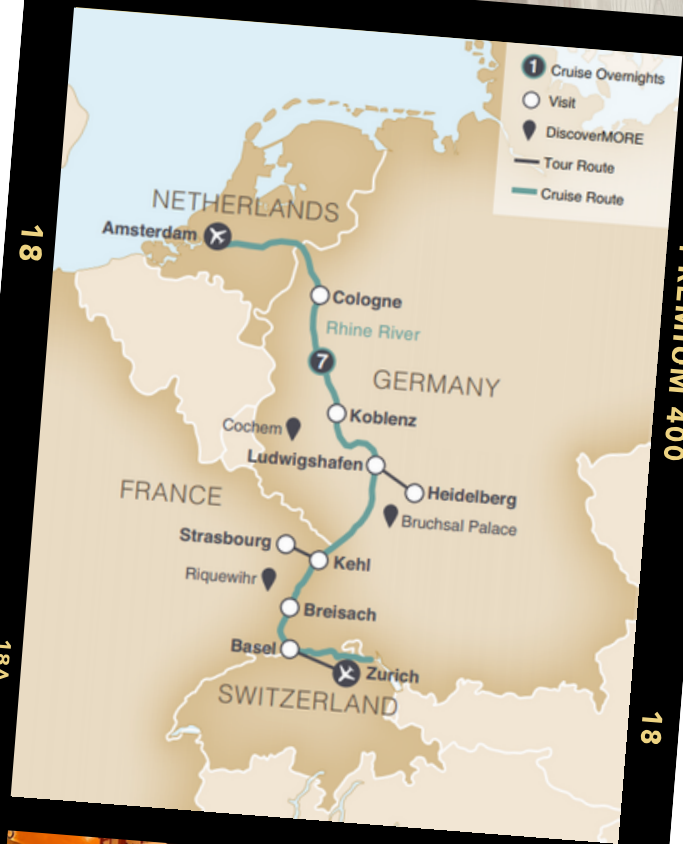 1 Cruise Overnights
Visit
DiscoverMORE
Tour Route
Cruise Route
NETHERLANDS
Amsterdam
18
Cologne
Rhine River
7
GERMANY
400
Koblenz
Cochem
Ludwigshafen
Heidelberg
FRANCE
Bruchsal Palace
Strasbourg
Kehl
Riquewihr
Breisach
Basel
Zurich
SWITZERLAND
18A
18